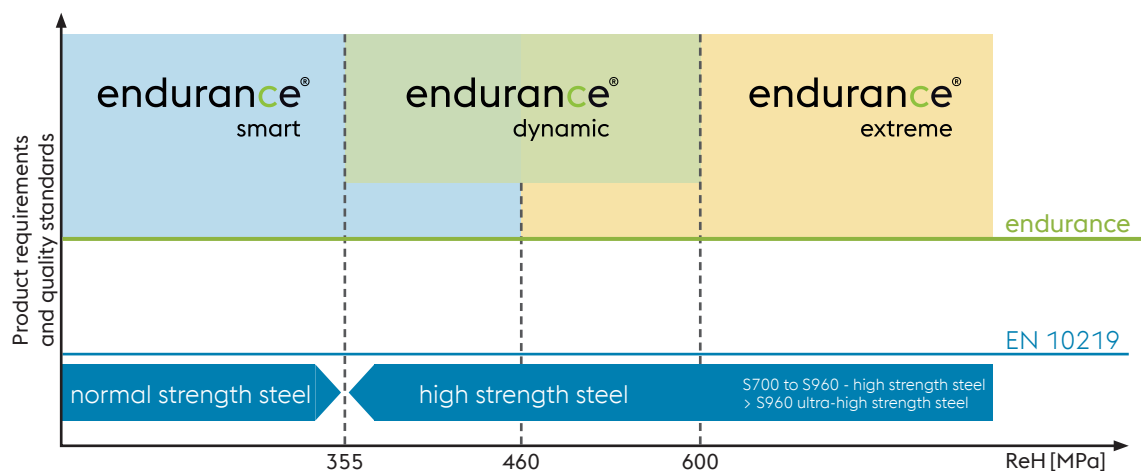 Product requirements
and quality standards
endurance®
smart
endurance®
dynamic
endurance®
extreme
endurance
EN 10219
normal strength steel
high strength steel
S700 to S960 - high strength steel
> S960 ultra-high strength steel
355
460
600
ReH [MPa]